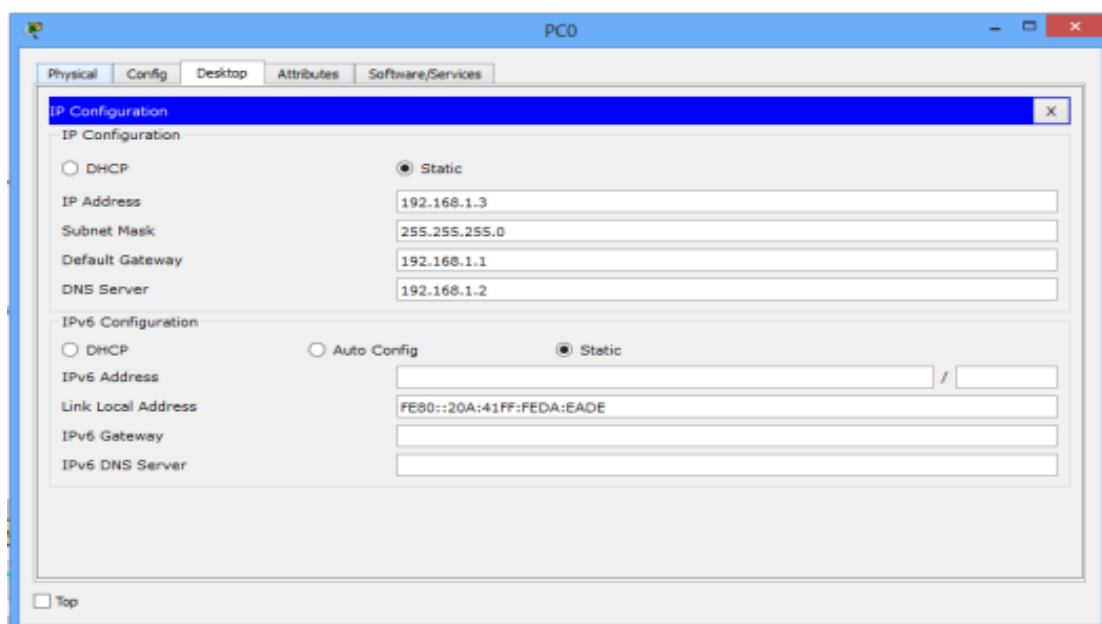 PC0
Physical Config Desktop Attributes Software/Services
IP Configuration X
IP Configuration
DHCP Static
IP Address 192.168.1.3
Subnet Mask 255.255.255.0
Default Gateway 192.168.1.1
DNS Server 192.168.1.2
IPv6 Configuration
DHCP Auto Config Static
IPv6 Address /
Link Local Address FE80::20A:41FF:FEDA:EADE
IPv6 Gateway
IPv6 DNS Server
Top